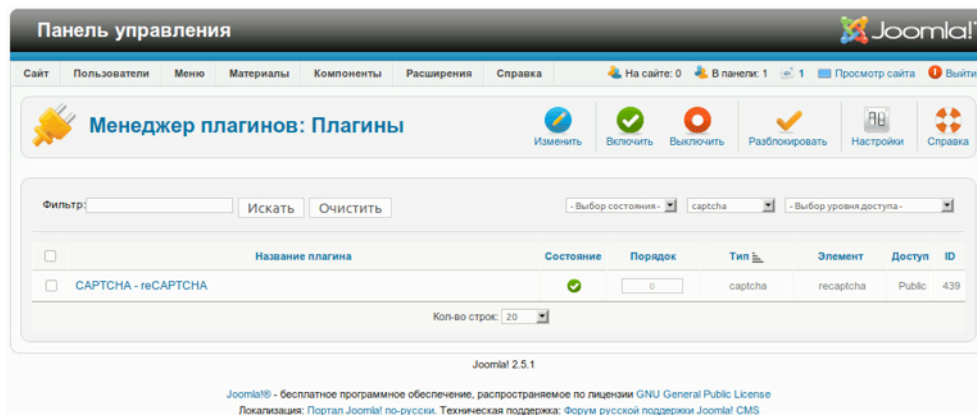 Панель управления
Joomla!
Сайт Пользователи Меню Материалы Компоненты Расширения Справка На сайте: 0 В панели: 1 1 Просмотр сайта Выйти
Менеджер плагинов: Плагины
Изменить Включить Выключить Разблокировать Настройки Справка
Фильтр: Искать Очистить - Выбор состояния - captcha - Выбор уровня доступа -
Название плагина Состояние Порядок Тип Элемент Доступ ID
CAPTCHA - reCAPTCHA 0 captcha recaptcha Public 439
Кол-во строк: 20
Joomla! 2.5.1
Joomla!® - бесплатное программное обеспечение, распространяемое по лицензии GNU General Public License
Локализация: Портал Joomla! по-русски. Техническая поддержка: Форум русской поддержки Joomla! CMS